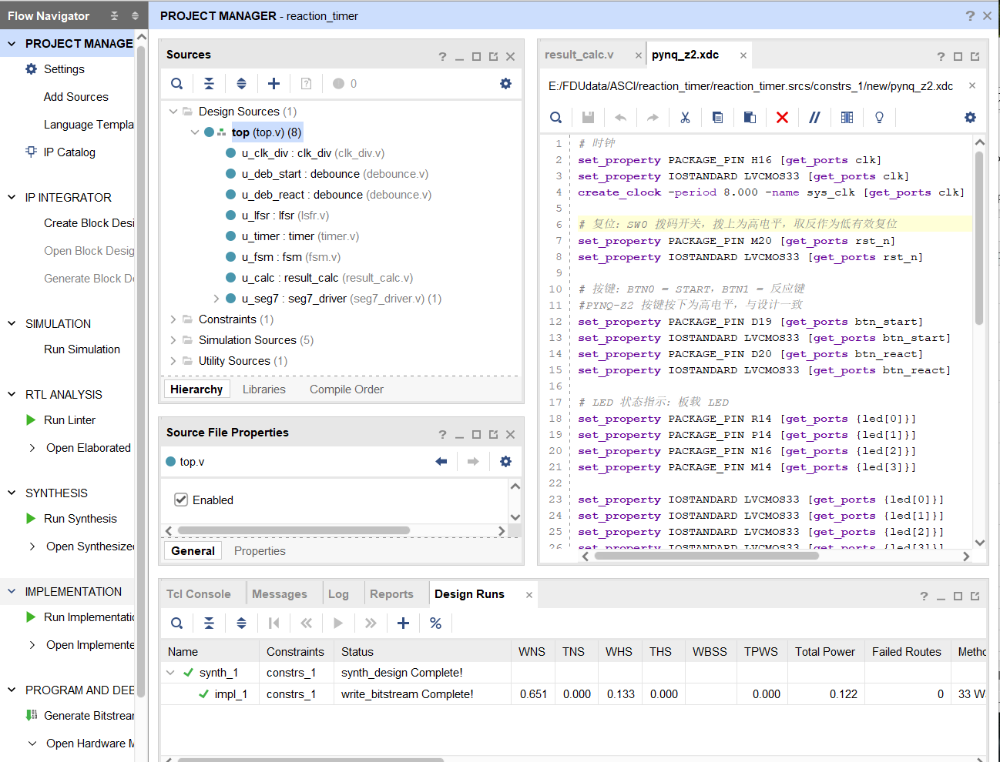 Flow Navigator
PROJECT MANAGER - reaction_timer
PROJECT MANAGE
Settings
Add Sources
Language Templa
IP Catalog
IP INTEGRATOR
Create Block Desi
Open Block Desig
Generate Block De
SIMULATION
Run Simulation
RTL ANALYSIS
Run Linter
Open Elaborated
SYNTHESIS
Run Synthesis
Open Synthesize
IMPLEMENTATION
Run Implementatio
Open Implemente
PROGRAM AND DEB
Generate Bitstrear
Open Hardware M
Sources
0
Design Sources (1)
top (top.v) (8)
u_clk_div : clk_div (clk_div.v)
u_deb_start : debounce (debounce.v)
u_deb_react : debounce (debounce.v)
u_lfsr : lfsr (lsfr.v)
u_timer : timer (timer.v)
u_fsm : fsm (fsm.v)
u_calc : result_calc (result_calc.v)
u_seg7 : seg7_driver (seg7_driver.v) (1)
Constraints (1)
Simulation Sources (5)
Utility Sources (1)
Hierarchy Libraries Compile Order
Source File Properties
top.v
Enabled
General Properties
result_calc.v pynq_z2.xdc
E:/FDUdata/ASCI/reaction_timer/reaction_timer.srcs/constrs_1/new/pynq_z2.xdc
1 # 时钟
2 set_property PACKAGE_PIN H16 [get_ports clk]
3 set_property IOSTANDARD LVCMOS33 [get_ports clk]
4 create_clock -period 8.000 -name sys_clk [get_ports clk]
5
6 # 复位: SW0 拨码开关，拨上为高电平，取反作为低有效复位
7 set_property PACKAGE_PIN M20 [get_ports rst_n]
8 set_property IOSTANDARD LVCMOS33 [get_ports rst_n]
9
10 # 按键: BTN0 = START，BTN1 = 反应键
11 #PYNQ-Z2 按键按下为高电平，与设计一致
12 set_property PACKAGE_PIN D19 [get_ports btn_start]
13 set_property IOSTANDARD LVCMOS33 [get_ports btn_start]
14 set_property PACKAGE_PIN D20 [get_ports btn_react]
15 set_property IOSTANDARD LVCMOS33 [get_ports btn_react]
16
17 # LED 状态指示: 板载 LED
18 set_property PACKAGE_PIN R14 [get_ports {led[0]}]
19 set_property PACKAGE_PIN P14 [get_ports {led[1]}]
20 set_property PACKAGE_PIN N16 [get_ports {led[2]}]
21 set_property PACKAGE_PIN M14 [get_ports {led[3]}]
22
23 set_property IOSTANDARD LVCMOS33 [get_ports {led[0]}]
24 set_property IOSTANDARD LVCMOS33 [get_ports {led[1]}]
25 set_property IOSTANDARD LVCMOS33 [get_ports {led[2]}]
26 set_property IOSTANDARD LVCMOS33 [get_ports {led[3]}]
Tcl Console Messages Log Reports Design Runs
Name Constraints Status WNS TNS WHS THS WBSS TPWS Total Power Failed Routes Metho
synth_1 constrs_1 synth_design Complete!
impl_1 constrs_1 write_bitstream Complete! 0.651 0.000 0.133 0.000 0.000 0.122 0 33 W